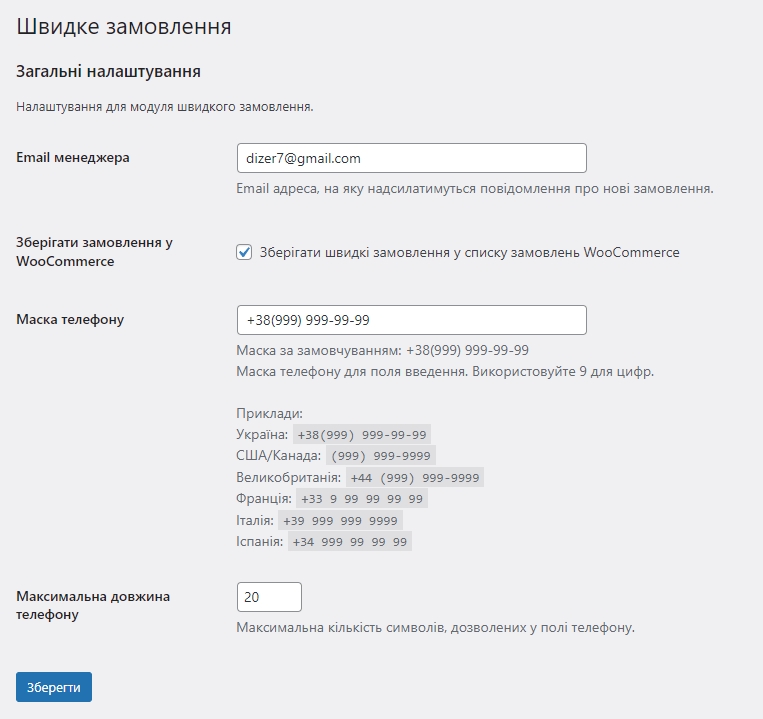 Швидке замовлення
Загальні налаштування
Налаштування для модуля швидкого замовлення.
Email менеджера
dizer7@gmail.com
Email адреса, на яку надсилатимуться повідомлення про нові замовлення.
Зберігати замовлення у
WooCommerce
Зберігати швидкі замовлення у списку замовлень WooCommerce
Маска телефону
+38(999) 999-99-99
Маска за замовчуванням: +38(999) 999-99-99
Маска телефону для поля введення. Використовуйте 9 для цифр.
Приклади:
Україна: +38(999) 999-99-99
США/Канада: (999) 999-9999
Великобританія: +44 (999) 999-9999
Франція: +33 9 99 99 99 99
Італія: +39 999 999 9999
Іспанія: +34 999 99 99 99
Максимальна довжина
телефону
20
Максимальна кількість символів, дозволених у полі телефону.
Зберегти